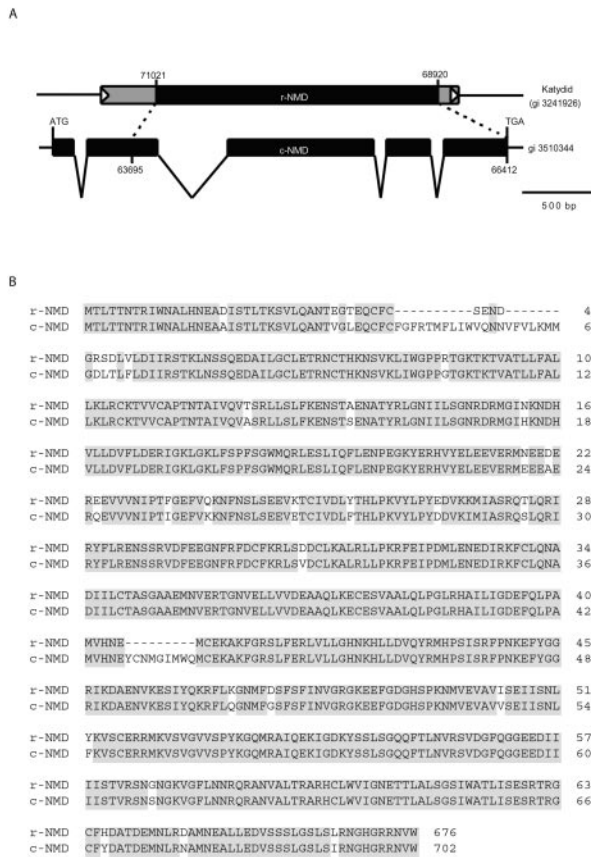 A
71021 68920
r-NMD
Katydid
(gi 3241926)
ATG TGA
c-NMD
gi 3510344
63695 66412
500 bp
B
r-NMD MTLTTNTRIWNALHNEADISTLTKSVLQANTEGTEQCFC----------SEND------- 4
c-NMD MTLTTNTRIWNALHNEAAISTLTKSVLQANTVGLEQCFCFGFRTMFLIWVQNNVFVLKMM 6
r-NMD GRSDLVLDIIRSTKLNSSQEDAILGCLETRNCTHKNSVKLIWGPPRTGKTKTVATLLFAL 10
c-NMD GDLTLFLDIIRSTKLNSSQEDAILGCLETRNCTHKNSVKLIWGPPGTGKTKTVATLLFAL 12
r-NMD LKLRCKTVVCAPTNTAIVQVTSRLLSLFKENSTAENATYRLGNIILSGNRDRMGINKNDH 16
c-NMD LKLRCKTVVCAPTNTAIVQVASRLLSLFKENSTSENATYRLGNIILSGNRDRMGIHKNDH 18
r-NMD VLLDVFLDERIGKLGKLFSPFSGWMQRLESLIQFLENPEGKYERHVYELEEVERMNEEDE 22
c-NMD VLLDVFLDERIGKLGKLFSPFSGWMQRLESLIQFLENPEGKYERHVYELEEVERMEEEAE 24
r-NMD REEVVVNIPTFGEFVQKNFNSLSEEVKTCIVDLYTHLPKVYLPYEDVKKMIASRQTLQRI 28
c-NMD RQEVVVNIPTIGEFVKKNFNSLSEEVETCIVDLFTHLPKVYLPYDDVKIMIASRQSLQRI 30
r-NMD RYFLRENSSRVDFEEGNFRFDCFKRLSDDCLKALRLLPKRFEIPDMLENEDIRKFCLQNA 34
c-NMD RYFLRENSSRVDFEEGNFRFDCFKRLSVDCLKALRLLPKRFEIPDMLENEDIRKFCLQNA 36
r-NMD DIILCTASGAAEMNVERTGNVELLVVDEAAQLKECESVAALQLPGLRHAILIGDEFQLPA 40
c-NMD DIILCTASGAAEMNVERTGNVELLVVDEAAQLKECESVAALQLPGLRHAILIGDEFQLPA 42
r-NMD MVHNE----------MCEKAKFGRSLFERLVLLGHNKHLLDVQYRMHPSISRFPNKEFYGG 45
c-NMD MVHNEYCNMGIMWQMCEKAKFGRSLFERLVLLGHNKHLLDVQYRMHPSISRFPNKEFYGG 48
r-NMD RIKDAENVKESIYQKRFLKGNMFDSFSFINVGRGKEEFGDGHSPKNMVEVAVISEIISNL 51
c-NMD RIKDAENVKESIYQKRFLQGNMFGSFSFINVGRGKEEFGDGHSPKNMVEVAVVSEIISNL 54
r-NMD YKVSCERRMKVSVGVVSPYKGQMRAIQEKIGDKYSSLSGQQFTLNVRSVDGFQGGEEDII 57
c-NMD FKVSCERRMKVSVGVVSPYKGQMRAIQEKIGDKYSSLSGQQFTLNVRSVDGFQGGEEDII 60
r-NMD IISTVRSNGNGKVGFLNNRQRANVALTRARHCLWVIGNETTLALSGSIWATLISESRTRG 63
c-NMD IISTVRSNSNGKVGFLNNRQRANVALTRARHCLWVIGNETTLALSGSIWATLISESRTRG 66
r-NMD CFHDATDEMNLRDAMNEALLEDVSSSLGSLSLRNGHGRRNVW 676
c-NMD CFYDATDEMNLRNAMNEALLEDVSSSLGSLSIRNGHGRRNVW 702